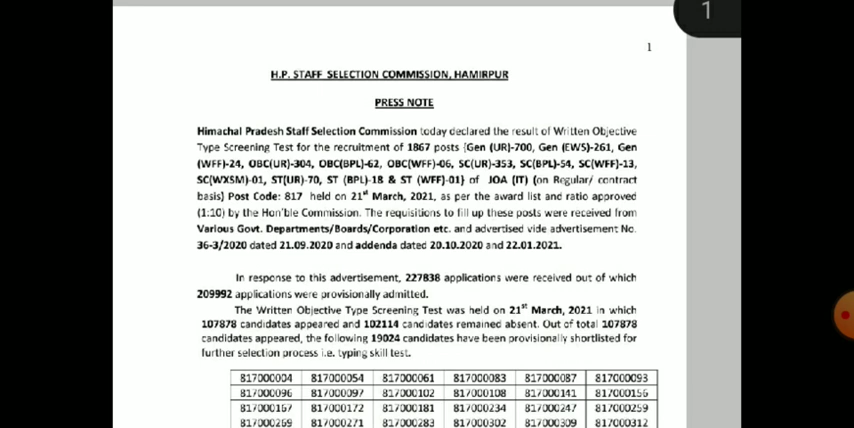 1
1
H.P. STAFF SELECTION COMMISSION, HAMIRPUR
PRESS NOTE
Himachal Pradesh Staff Selection Commission today declared the result of Written Objective
Type Screening Test for the recruitment of 1867 posts {Gen (UR)-700, Gen (EWS)-261, Gen
(WFF)-24, OBC(UR)-304, OBC(BPL)-62, OBC(WFF)-06, SC(UR)-353, SC(BPL)-54, SC(WFF)-13,
SC(WXSM)-01, ST(UR)-70, ST (BPL)-18 & ST (WFF)-01} of JOA (IT) (on Regular/ contract
basis) Post Code: 817 held on 21st March, 2021, as per the award list and ratio approved
(1:10) by the Hon'ble Commission. The requisitions to fill up these posts were received from
Various Govt. Departments/Boards/Corporation etc. and advertised vide advertisement No.
36-3/2020 dated 21.09.2020 and addenda dated 20.10.2020 and 22.01.2021.
In response to this advertisement, 227838 applications were received out of which
209992 applications were provisionally admitted.
The Written Objective Type Screening Test was held on 21st March, 2021 in which
107878 candidates appeared and 102114 candidates remained absent. Out of total 107878
candidates appeared, the following 19024 candidates have been provisionally shortlisted for
further selection process i.e. typing skill test.
817000004 817000054 817000061 817000083 817000087 817000093
817000096 817000097 817000102 817000108 817000141 817000156
817000167 817000172 817000181 817000234 817000247 817000259
817000269 817000271 817000283 817000302 817000309 817000312